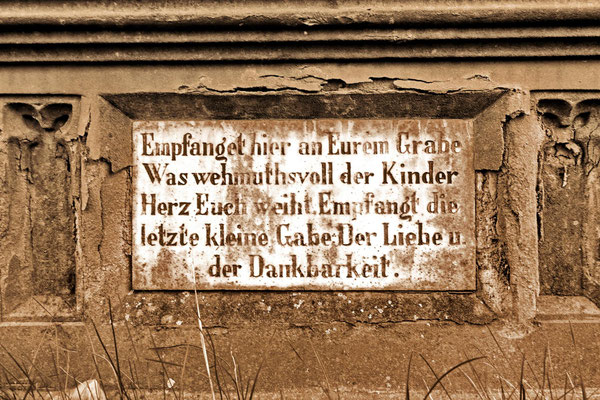 Empfanget hier an Eurem Grabe
Was wehmuthsvoll der Kinder
Herz Euch weiht. Empfangt die
letzte kleine Gabe: Der Liebe u.
der Dankbarkeit.